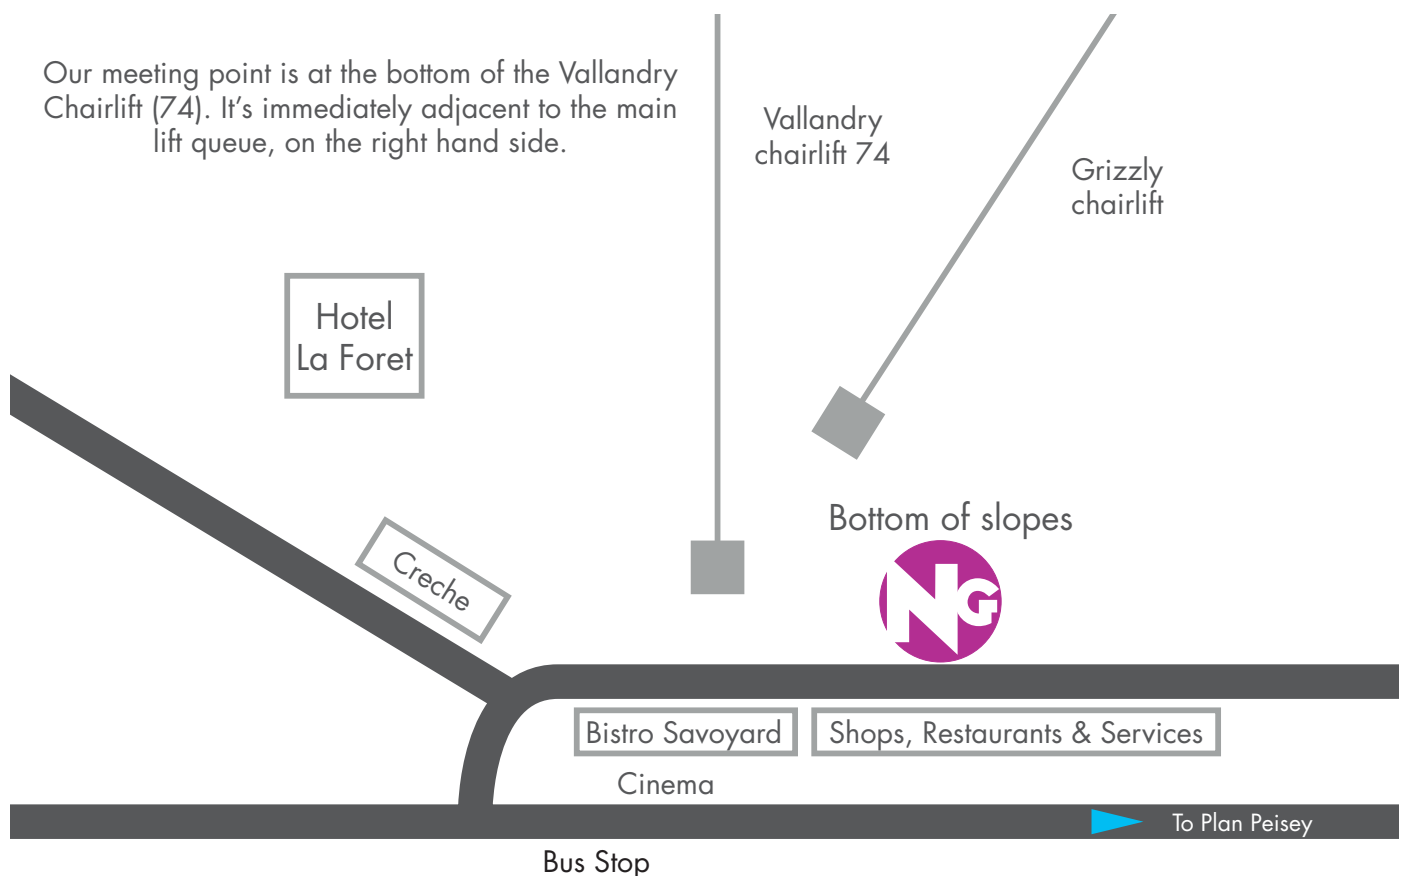 Our meeting point is at the bottom of the Vallandry
Chairlift (74). It's immediately adjacent to the main
lift queue, on the right hand side.
Vallandry
chairlift 74
Grizzly
chairlift
Hotel
La Foret
Creche
Bottom of slopes
NG
Bistro Savoyard
Shops, Restaurants & Services
Cinema
To Plan Peisey
Bus Stop